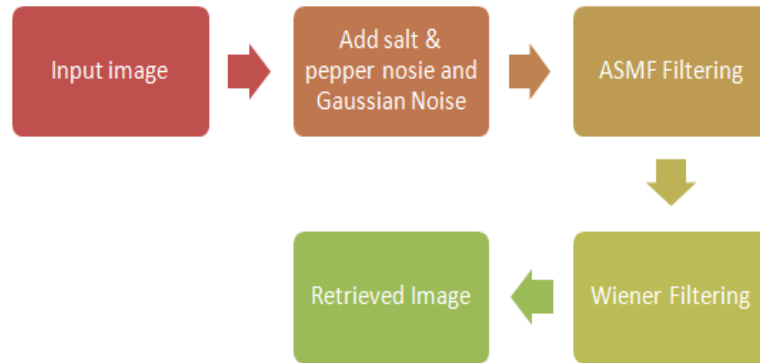 Input image
Add salt &
pepper nosie and
Gaussian Noise
ASMF Filtering
Wiener Filtering
Retrieved Image